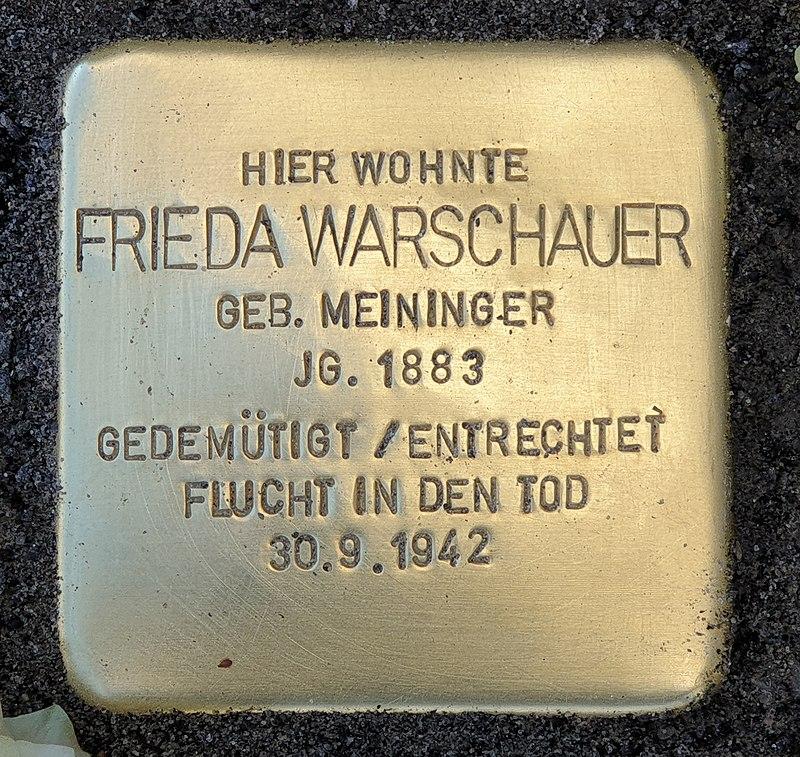 HIER WOHNTE
FRIEDA WARSCHAUER
GEB. MEININGER
JG. 1883
GEDEMÜTIGT / ENTRECHTET
FLUCHT IN DEN TOD
30.9.1942